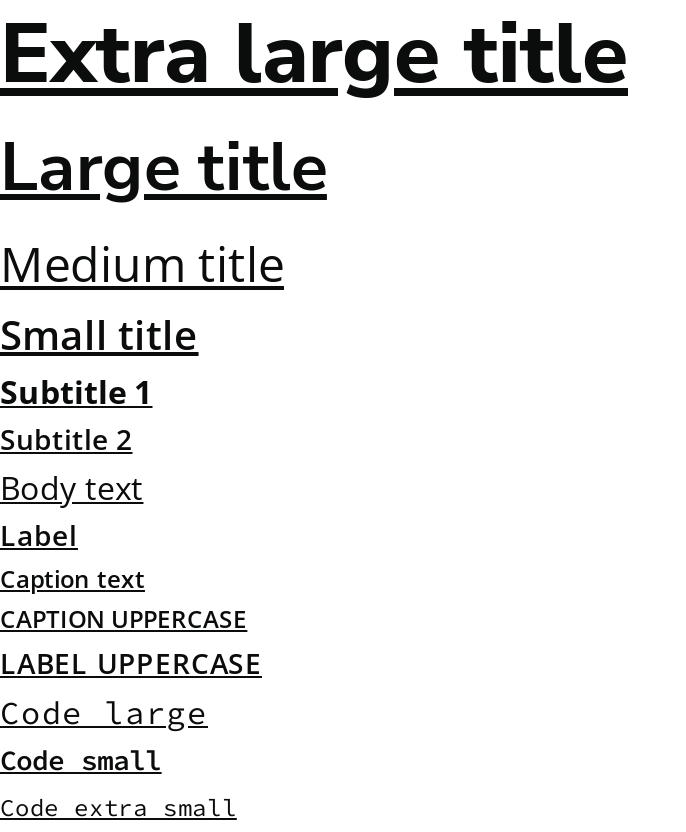 Extra large title
Large title
Medium title
Small title
Subtitle 1
Subtitle 2
Body text
Label
Caption text
CAPTION UPPERCASE
LABEL UPPERCASE
Code large
Code small
Code extra small